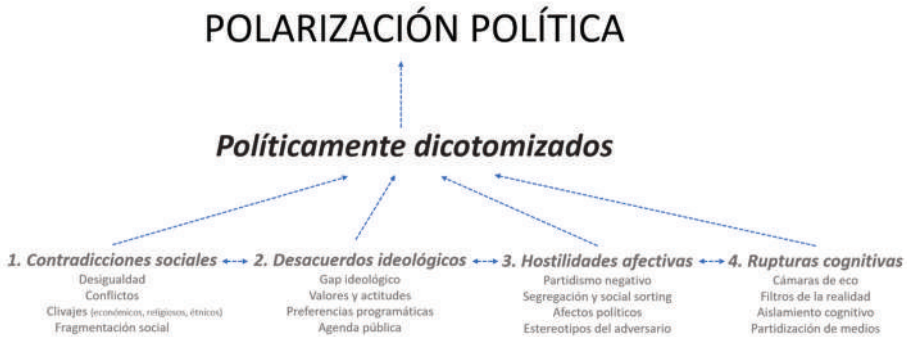 POLARIZACIÓN POLÍTICA
Políticamente dicotomizados
1. Contradicciones sociales
Desigualdad
Conflictos
Clivajes (económicos, religiosos, étnicos)
Fragmentación social
2. Desacuerdos ideológicos
Gap ideológico
Valores y actitudes
Preferencias programáticas
Agenda pública
3. Hostilidades afectivas
Partidismo negativo
Segregación y social sorting
Afectos políticos
Estereotipos del adversario
4. Rupturas cognitivas
Cámaras de eco
Filtros de la realidad
Aislamiento cognitivo
Partidización de medios